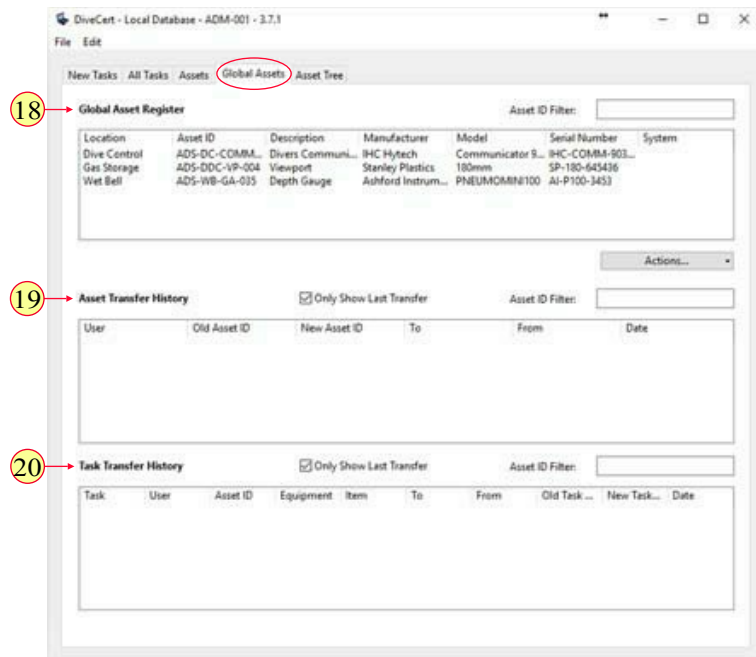 DiveCert - Local Database - ADM-001 - 3.7.1
File Edit
New Tasks All Tasks Assets Global Assets Asset Tree
18 Global Asset Register Asset ID Filter:
Location Asset ID Description Manufacturer Model Serial Number System
Dive Control ADS-DC-COMM... Divers Communi... IHC Hytech Communicator 9... IHC-COMM-903...
Gas Storage ADS-DDC-VP-004 Viewport Stanley Plastics 180mm SP-180-645436
Wet Bell ADS-WB-GA-035 Depth Gauge Ashford Instrum... PNEUMOMINI100 AI-P100-3453
Actions...
19 Asset Transfer History Only Show Last Transfer Asset ID Filter:
User Old Asset ID New Asset ID To From Date
20 Task Transfer History Only Show Last Transfer Asset ID Filter:
Task User Asset ID Equipment Item To From Old Task ... New Task... Date